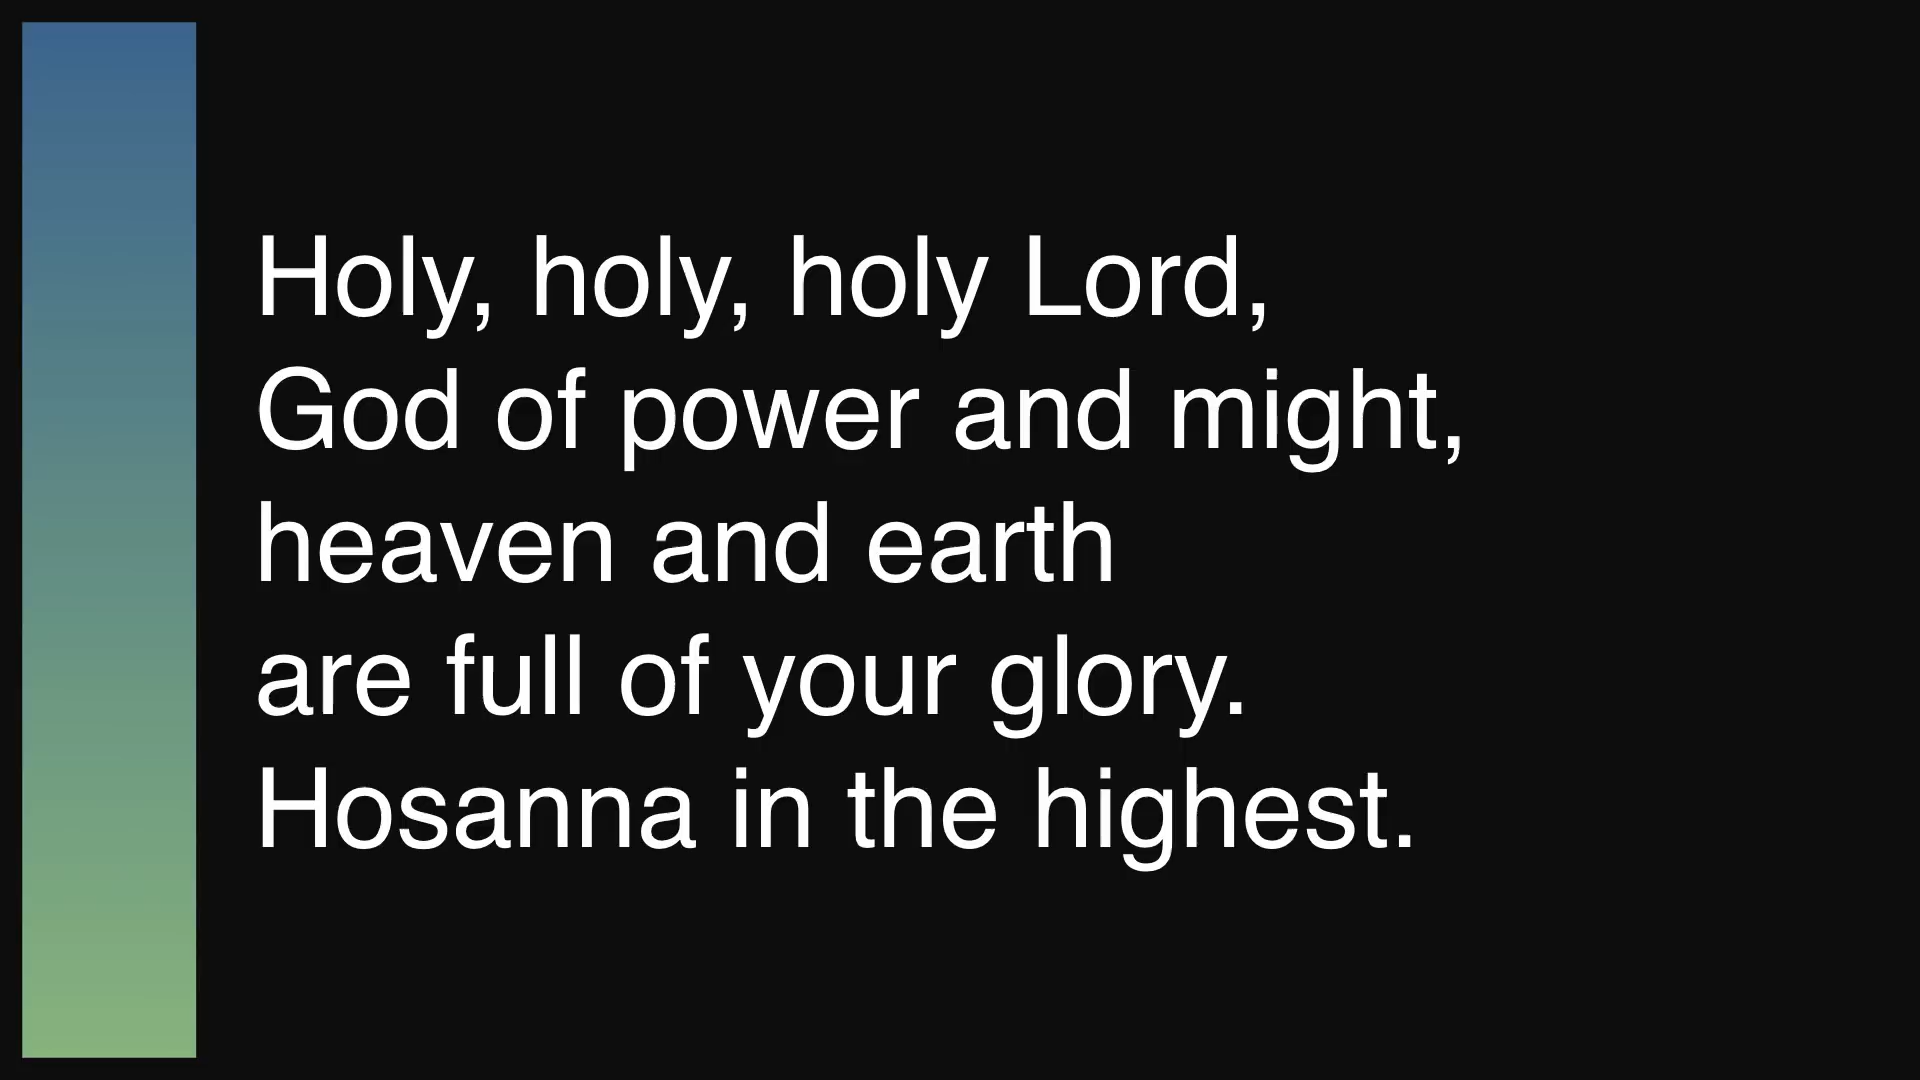 Holy, holy, holy Lord,
God of power and might,
heaven and earth
are full of your glory.
Hosanna in the highest.